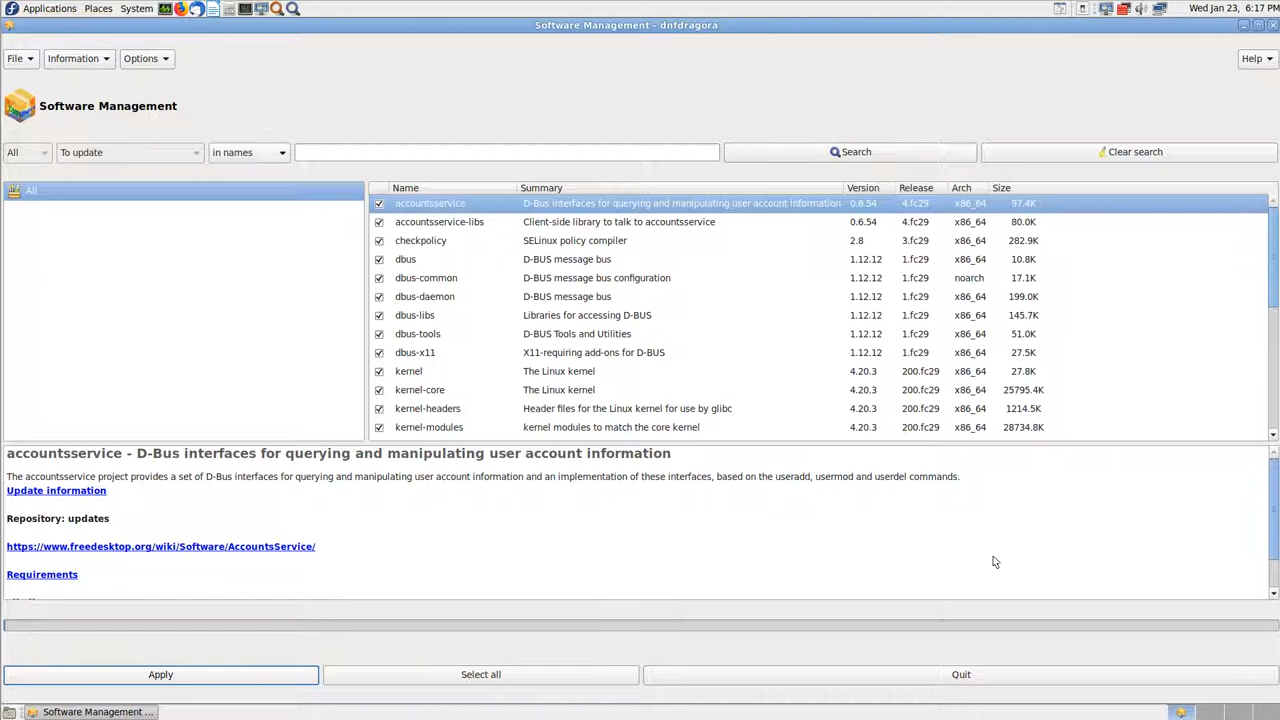 Applications Places System Wed Jan 23, 6:17 PM
Software Management - dnfdragora
File Information Options Help
Software Management
All To update in names Search Clear search
All
Name Summary Version Release Arch Size
accountsservice D-Bus interfaces for querying and manipulating user account information 0.6.54 4.fc29 x86_64 97.4K
accountsservice-libs Client-side library to talk to accountsservice 0.6.54 4.fc29 x86_64 80.0K
checkpolicy SELinux policy compiler 2.8 3.fc29 x86_64 282.9K
dbus D-BUS message bus 1.12.12 1.fc29 x86_64 10.8K
dbus-common D-BUS message bus configuration 1.12.12 1.fc29 noarch 17.1K
dbus-daemon D-BUS message bus 1.12.12 1.fc29 x86_64 199.0K
dbus-libs Libraries for accessing D-BUS 1.12.12 1.fc29 x86_64 145.7K
dbus-tools D-BUS Tools and Utilities 1.12.12 1.fc29 x86_64 51.0K
dbus-x11 X11-requiring add-ons for D-BUS 1.12.12 1.fc29 x86_64 27.5K
kernel The Linux kernel 4.20.3 200.fc29 x86_64 27.8K
kernel-core The Linux kernel 4.20.3 200.fc29 x86_64 25795.4K
kernel-headers Header files for the Linux kernel for use by glibc 4.20.3 200.fc29 x86_64 1214.5K
kernel-modules kernel modules to match the core kernel 4.20.3 200.fc29 x86_64 28734.8K
accountsservice - D-Bus interfaces for querying and manipulating user account information
The accountsservice project provides a set of D-Bus interfaces for querying and manipulating user account information and an implementation of these interfaces, based on the useradd, usermod and userdel commands.
Update information
Repository: updates
https://www.freedesktop.org/wiki/Software/AccountsService/
Requirements
Apply Select all Quit
Software Management ...